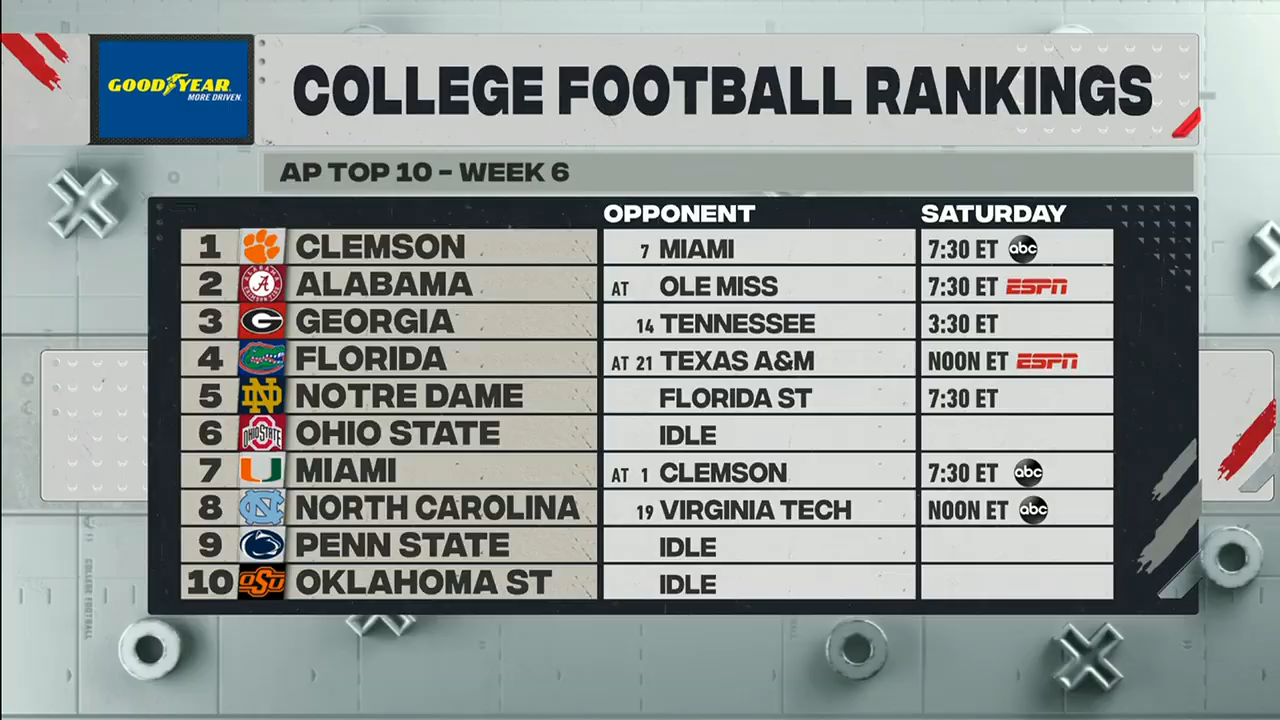 GOODYEAR
MORE DRIVEN.
COLLEGE FOOTBALL RANKINGS
AP TOP 10 – WEEK 6
OPPONENT SATURDAY
1 CLEMSON 7 MIAMI 7:30 ET abc
2 ALABAMA AT OLE MISS 7:30 ET ESPN
3 GEORGIA 14 TENNESSEE 3:30 ET
4 FLORIDA AT 21 TEXAS A&M NOON ET ESPN
5 NOTRE DAME FLORIDA ST 7:30 ET
6 OHIO STATE IDLE
7 MIAMI AT 1 CLEMSON 7:30 ET abc
8 NORTH CAROLINA 19 VIRGINIA TECH NOON ET abc
9 PENN STATE IDLE
10 OSU OKLAHOMA ST IDLE
COLLEGE FOOTBALL